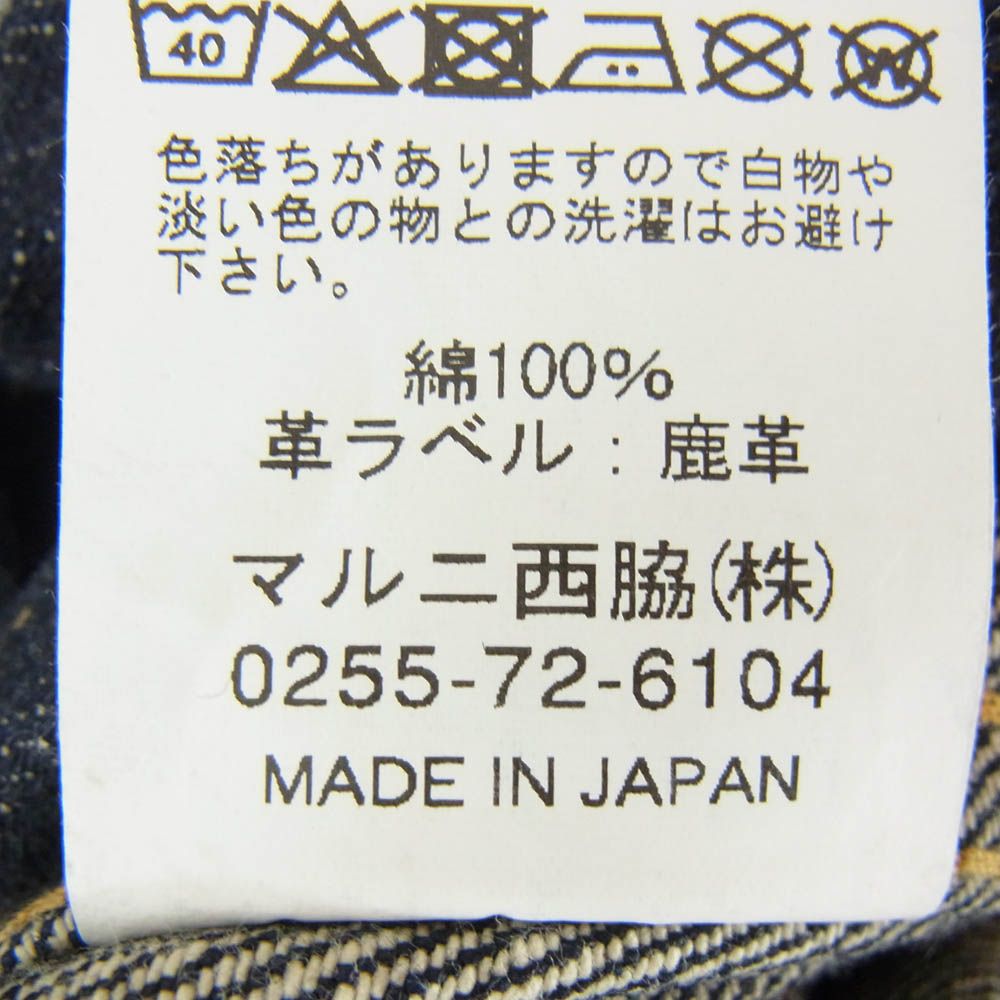 40
W
色落ちがありますので白物や
淡い色の物との洗濯はお避け
下さい。
綿100%
革ラベル：鹿革
マルニ西脇(株)
0255-72-6104
MADE IN JAPAN